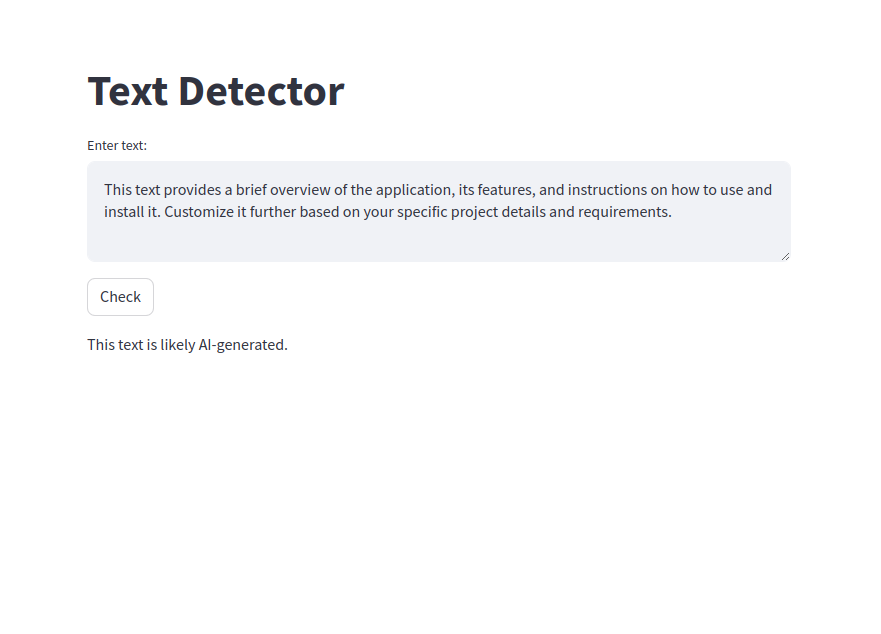 Text Detector
Enter text:
This text provides a brief overview of the application, its features, and instructions on how to use and
install it. Customize it further based on your specific project details and requirements.
Check
This text is likely AI-generated.